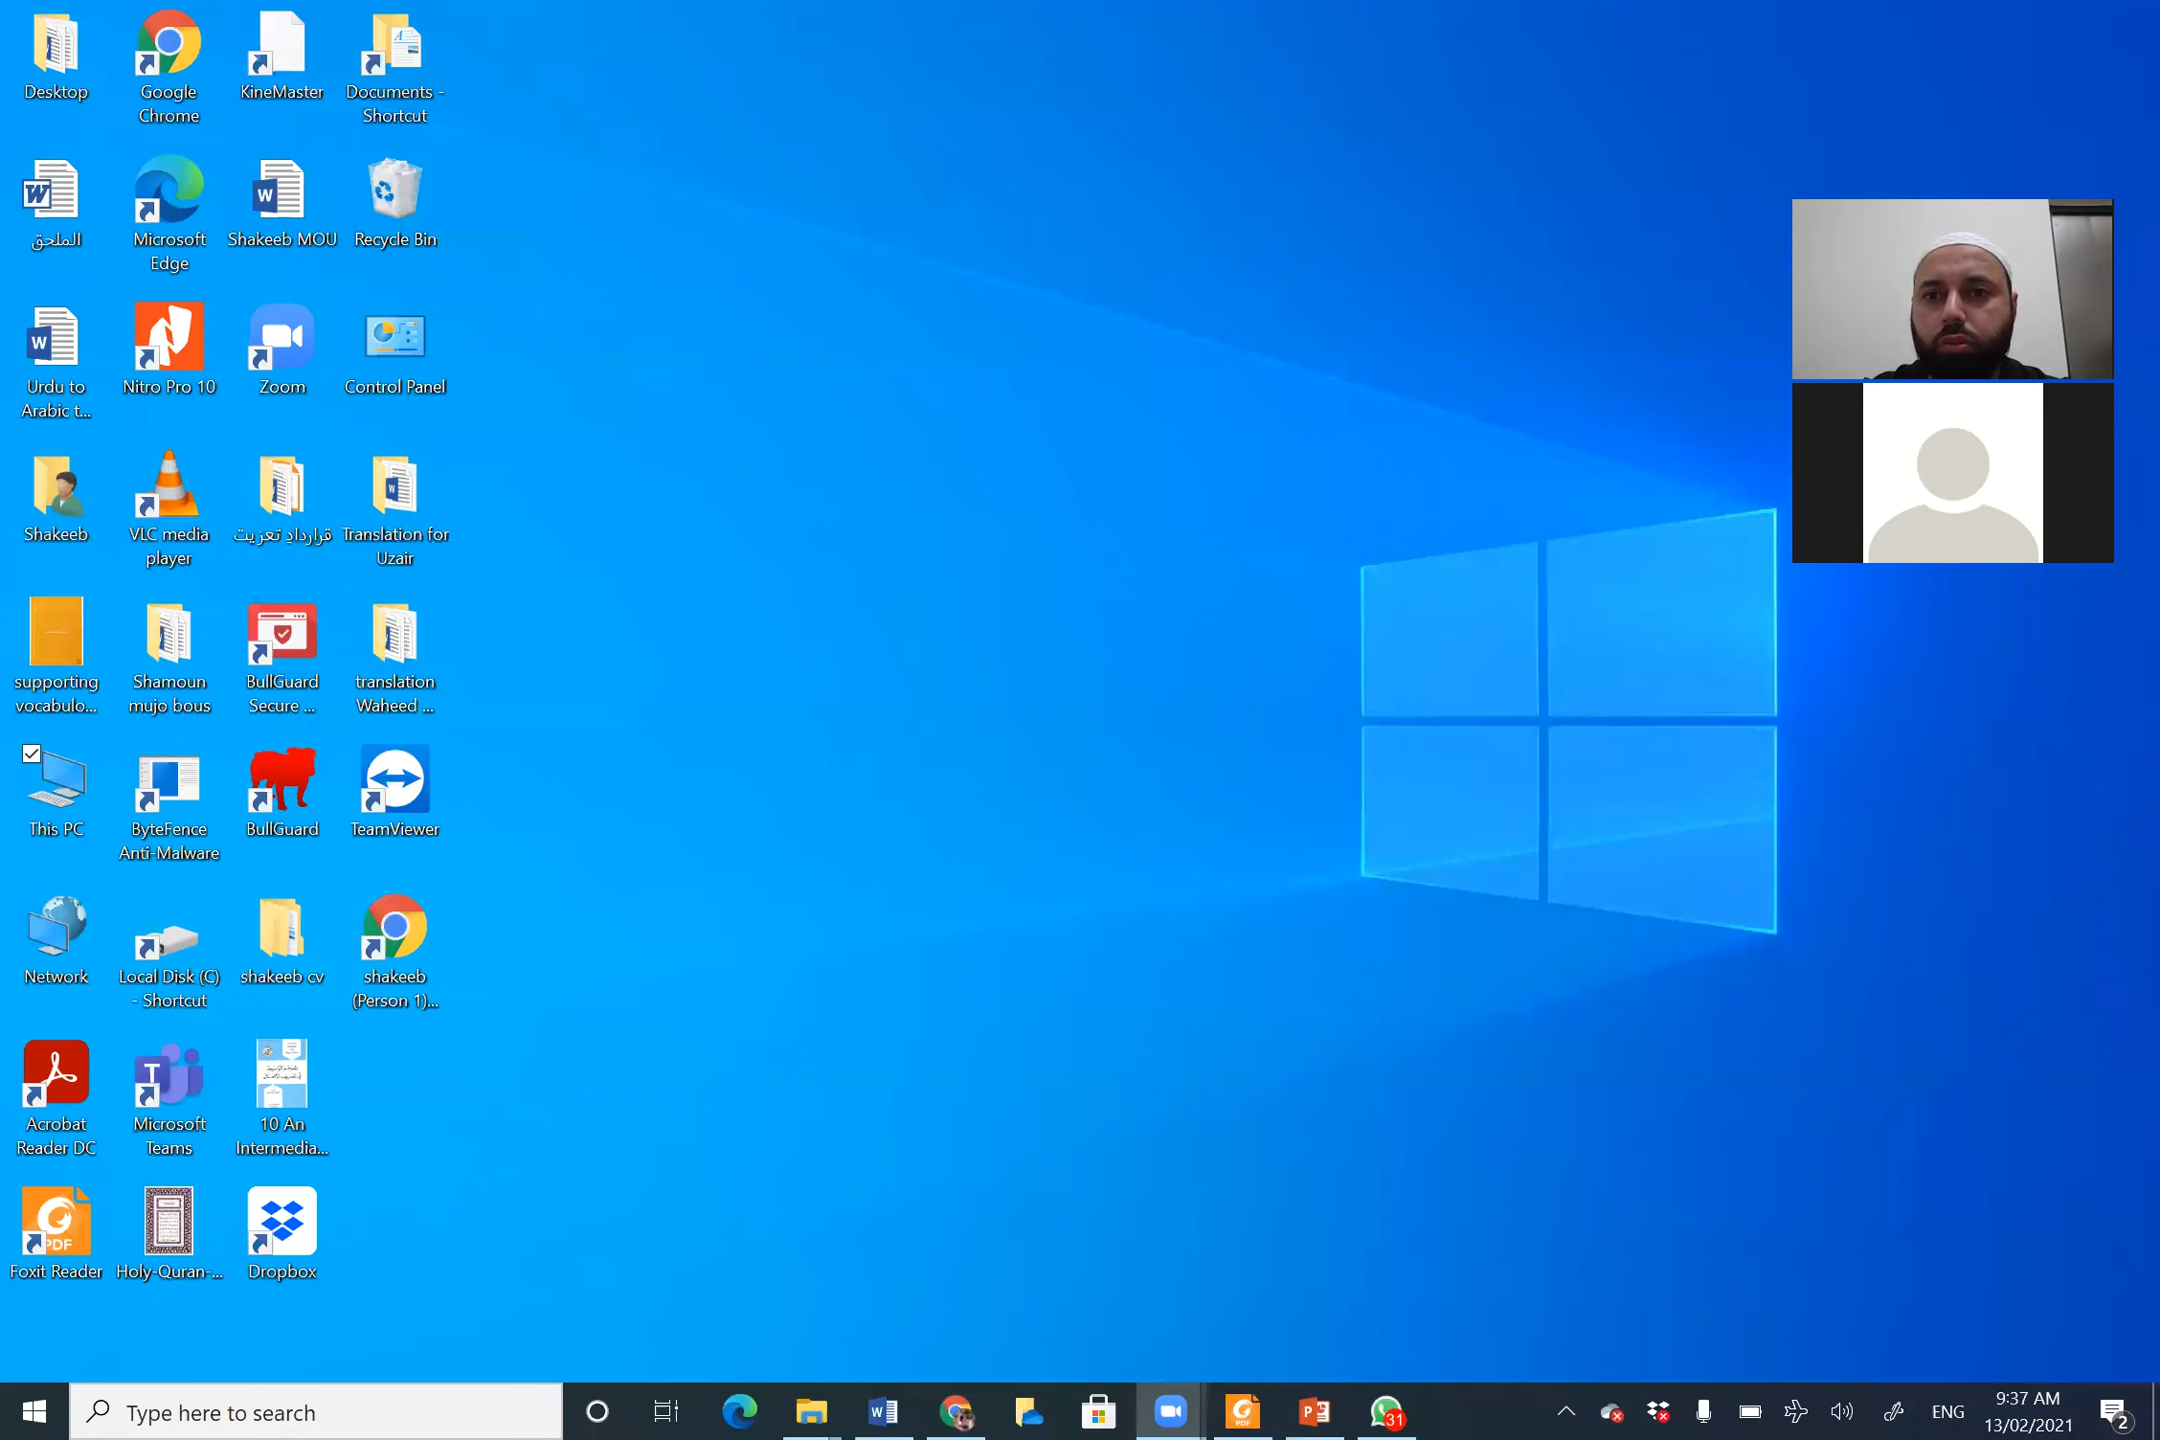 Desktop
Google
Chrome
KineMaster
Documents -
Shortcut
الملحق
Microsoft
Edge
Shakeeb MOU
Recycle Bin
Urdu to
Arabic t...
Nitro Pro 10
Zoom
Control Panel
Shakeeb
VLC media
player
قراردادِ تعزیت
Translation for
Uzair
supporting
vocabulo...
Shamoun
mujo bous
BullGuard
Secure ...
translation
Waheed ...
This PC
ByteFence
Anti-Malware
BullGuard
TeamViewer
Network
Local Disk (C)
- Shortcut
shakeeb cv
shakeeb
(Person 1)...
Acrobat
Reader DC
Microsoft
Teams
10 An
Intermedia...
PDF
Foxit Reader
Holy-Quran-...
Dropbox
Type here to search
31
ENG
9:37 AM
13/02/2021
2